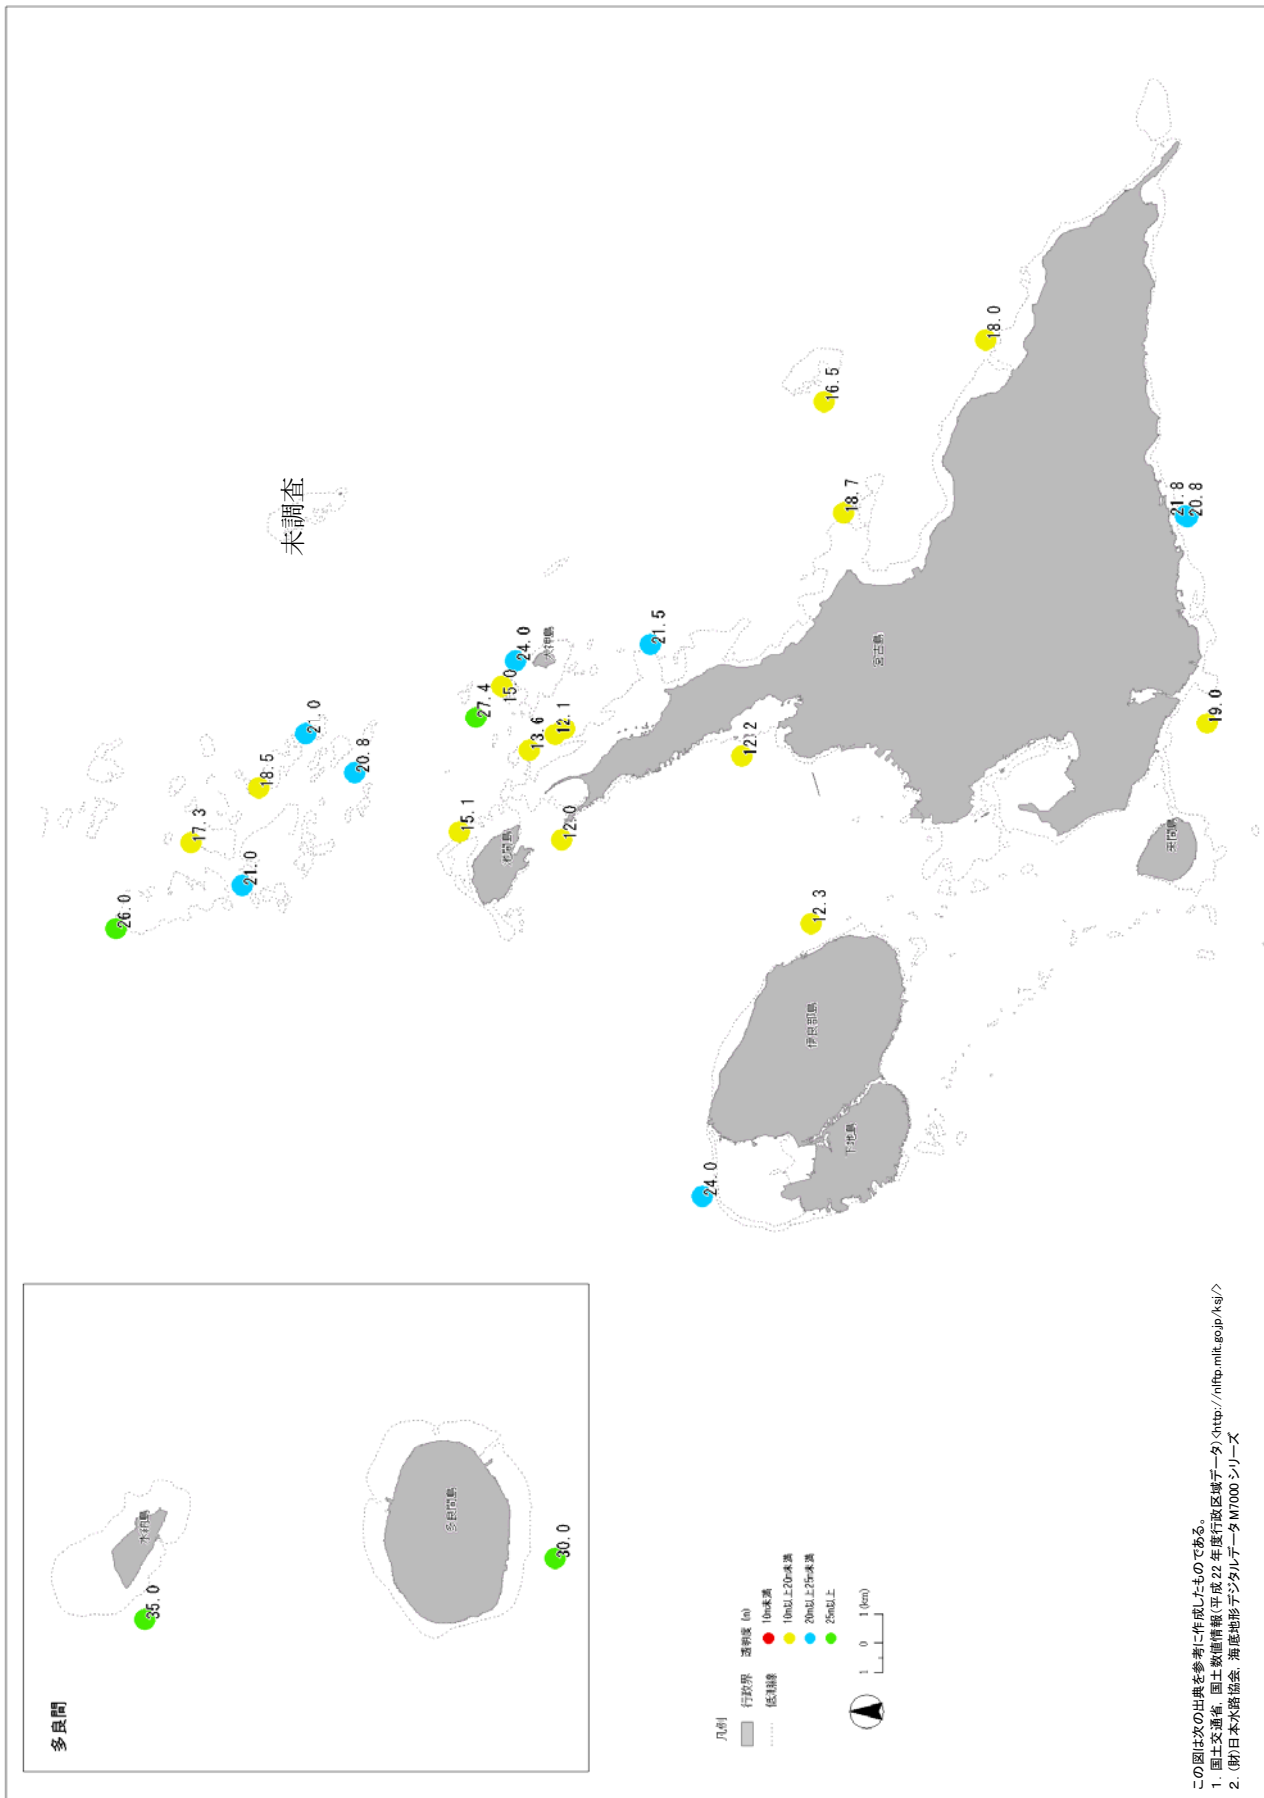 多良間
水納島
35.0
多良間島
30.0
26.0
17.3
21.0
18.5
21.0
20.8
未調査
15.1
池間島
12.0
27.4
15.0
24.0
大神島
13.6
12.1
21.5
12.2
18.7
16.5
18.0
宮古島
21.8
20.8
19.0
来間島
12.3
伊良部島
下地島
24.0
凡例
行政界
低潮線
透明度 (m)
10m未満
10m以上20m未満
20m以上25m未満
25m以上
1 0 1 (km)
この図は次の出典を参考に作成したものである。
1. 国土交通省, 国土数値情報(平成 22 年度行政区域データ)<http://nlftp.mlit.go.jp/ksj/>
2. (財)日本水路協会, 海底地形デジタルデータ M7000 シリーズ